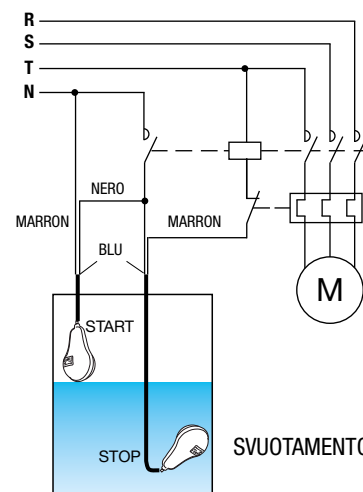 R
S
T
N
NERO
MARRON
MARRON
BLU
M
START
STOP
SVUOTAMENTO